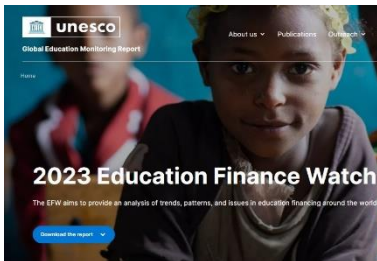 unesco
About us Publications Outreach
Global Education Monitoring Report
Home
2023 Education Finance Watch
The EFW aims to provide an analysis of trends, patterns, and issues in education financing around the world
Download the report